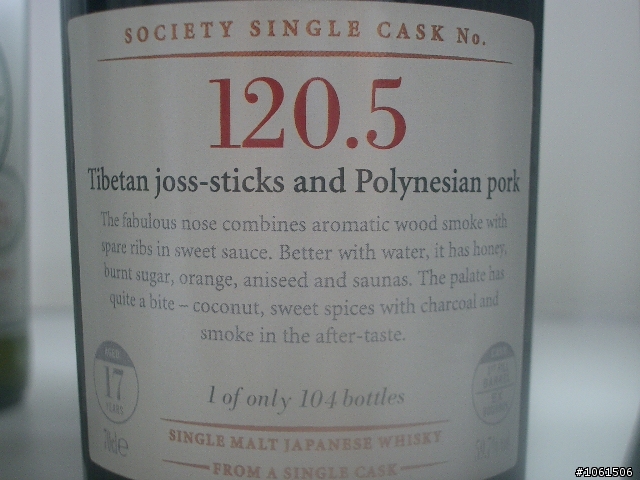 SOCIETY SINGLE CASK No.
120.5
Tibetan joss-sticks and Polynesian pork
The fabulous nose combines aromatic wood smoke with
spare ribs in sweet sauce. Better with water, it has honey,
burnt sugar, orange, aniseed and saunas. The palate has
quite a bite – coconut, sweet spices with charcoal and
smoke in the after-taste.
AGED
17
YEARS
1 of only 104 bottles
70cl e
SINGLE MALT JAPANESE WHISKY
FROM A SINGLE CASK
#1061506